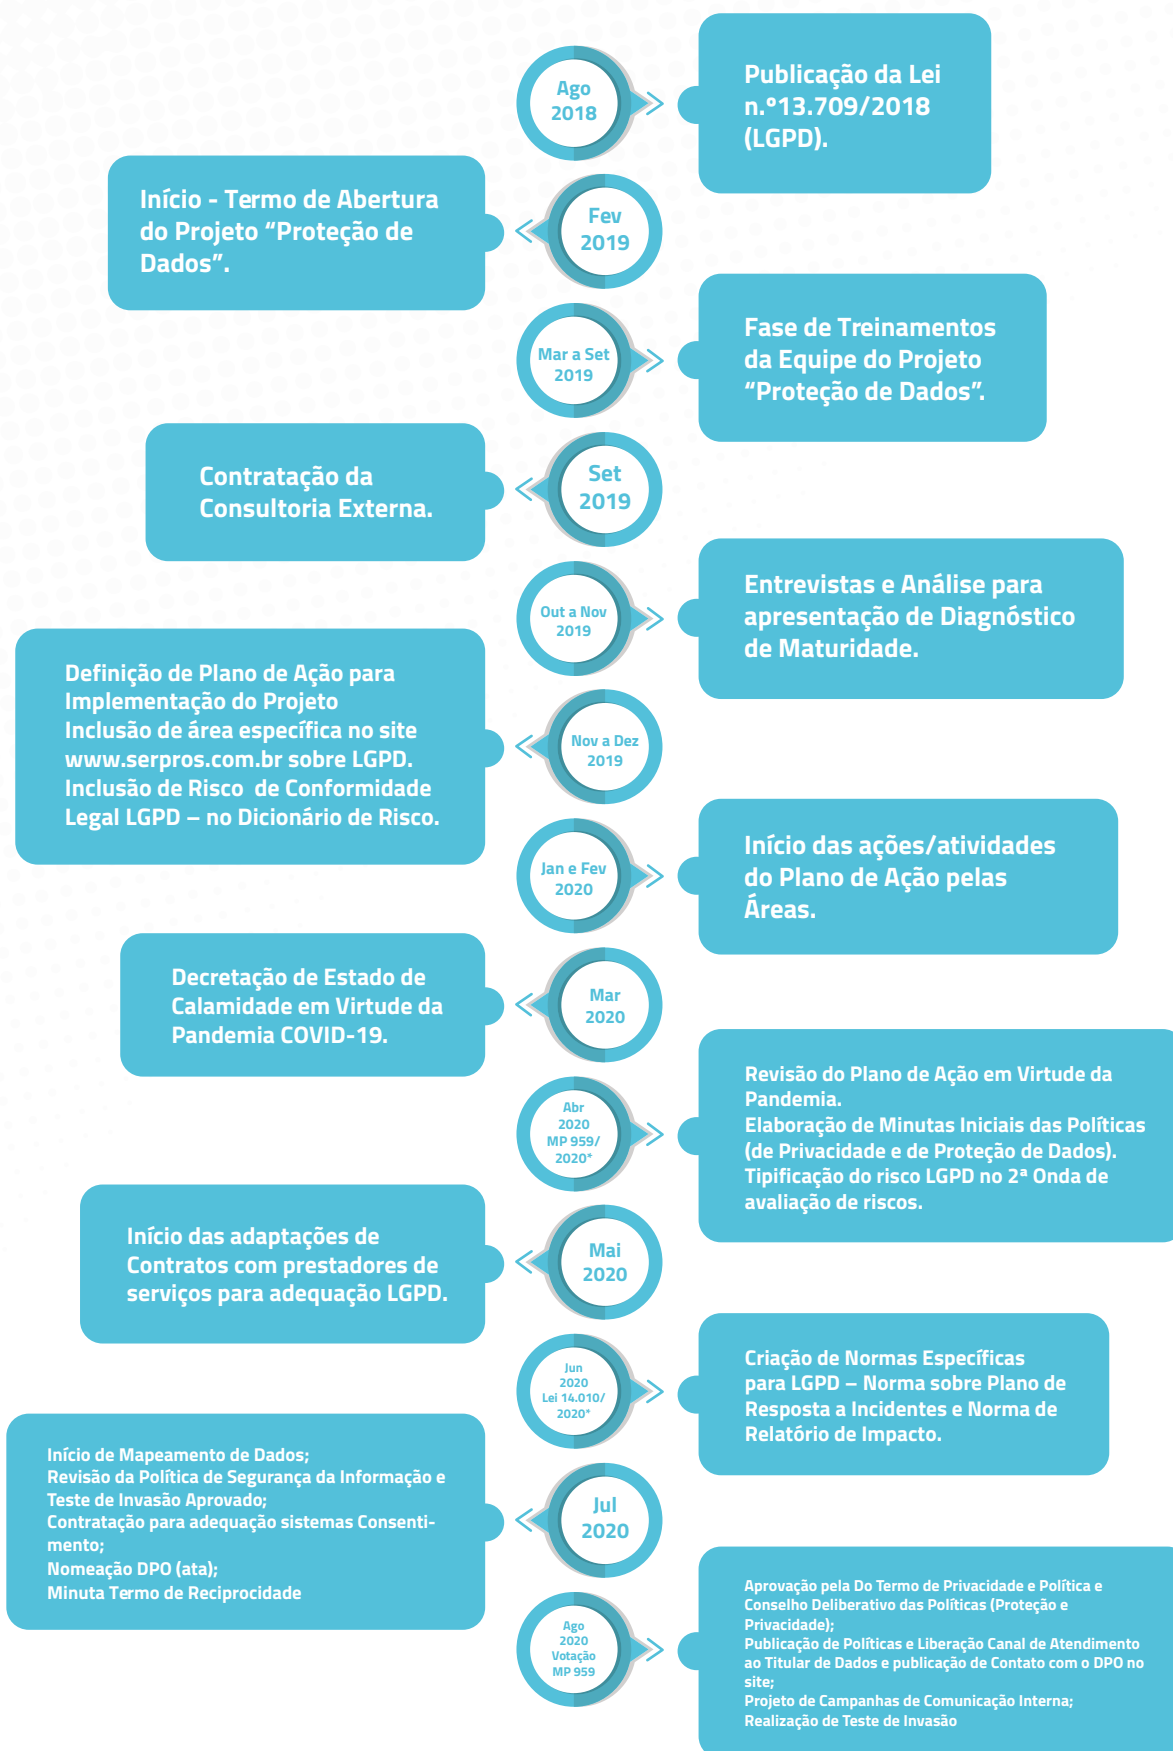 Ago
2018
Publicação da Lei
n.º13.709/2018
(LGPD).
Fev
2019
Início - Termo de Abertura
do Projeto “Proteção de
Dados”.
Mar a Set
2019
Fase de Treinamentos
da Equipe do Projeto
“Proteção de Dados”.
Set
2019
Contratação da
Consultoria Externa.
Out a Nov
2019
Entrevistas e Análise para
apresentação de Diagnóstico
de Maturidade.
Nov a Dez
2019
Definição de Plano de Ação para
Implementação do Projeto
Inclusão de área específica no site
www.serpros.com.br sobre LGPD.
Inclusão de Risco de Conformidade
Legal LGPD – no Dicionário de Risco.
Jan e Fev
2020
Início das ações/atividades
do Plano de Ação pelas
Áreas.
Mar
2020
Decretação de Estado de
Calamidade em Virtude da
Pandemia COVID-19.
Abr
2020
MP 959/
2020*
Revisão do Plano de Ação em Virtude da
Pandemia.
Elaboração de Minutas Iniciais das Políticas
(de Privacidade e de Proteção de Dados).
Tipificação do risco LGPD no 2ª Onda de
avaliação de riscos.
Mai
2020
Início das adaptações de
Contratos com prestadores de
serviços para adequação LGPD.
Jun
2020
Lei 14.010/
2020*
Criação de Normas Específicas
para LGPD – Norma sobre Plano de
Resposta a Incidentes e Norma de
Relatório de Impacto.
Jul
2020
Início de Mapeamento de Dados;
Revisão da Política de Segurança da Informação e
Teste de Invasão Aprovado;
Contratação para adequação sistemas Consenti-
mento;
Nomeação DPO (ata);
Minuta Termo de Reciprocidade
Ago
2020
Votação
MP 959
Aprovação pela Do Termo de Privacidade e Política e
Conselho Deliberativo das Políticas (Proteção e
Privacidade);
Publicação de Políticas e Liberação Canal de Atendimento
ao Titular de Dados e publicação de Contato com o DPO no
site;
Projeto de Campanhas de Comunicação Interna;
Realização de Teste de Invasão